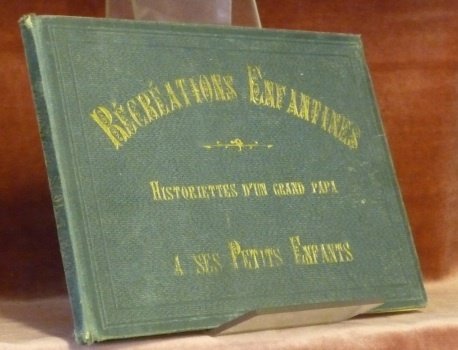 RÉCRÉATIONS ENFANTINES
HISTORIETTES D'UN GRAND PAPA
A SES PETITS ENFANTS